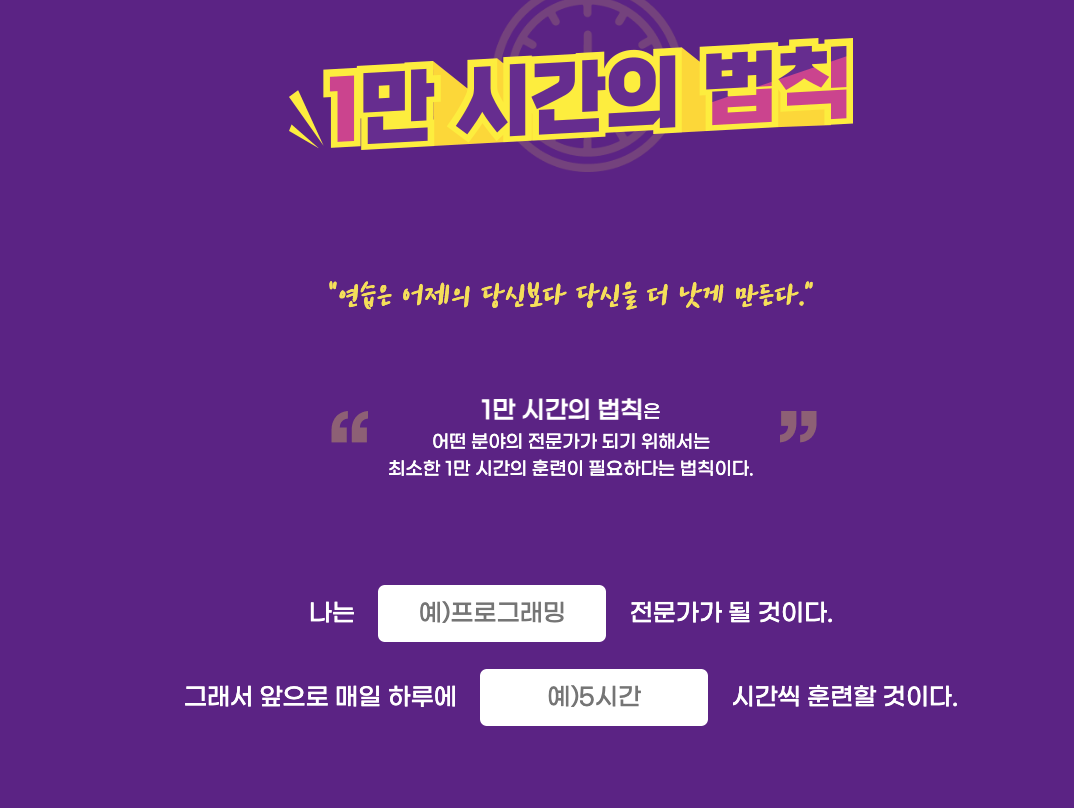 1만 시간의 법칙
"연습은 어제의 당신보다 당신을 더 낫게 만든다."
“ 1만 시간의 법칙은 ”
어떤 분야의 전문가가 되기 위해서는
최소한 1만 시간의 훈련이 필요하다는 법칙이다.
나는 예)프로그래밍 전문가가 될 것이다.
그래서 앞으로 매일 하루에 예)5시간 시간씩 훈련할 것이다.